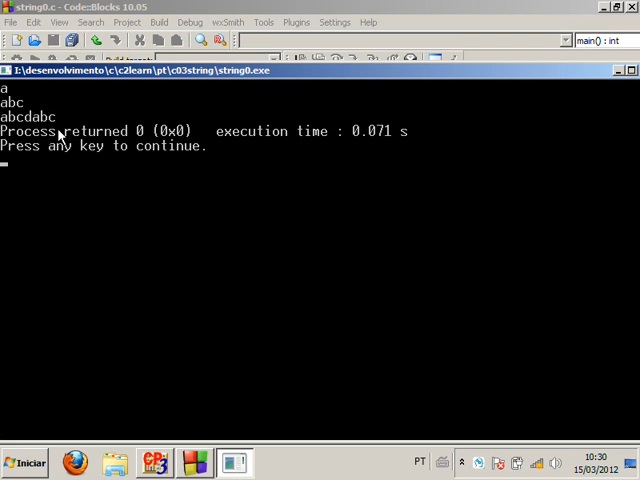 string0.c - Code::Blocks 10.05
File Edit View Search Project Build Debug wxSmith Tools Plugins Settings Help
main() : int
Build target:
I:\desenvolvimento\c\c2learn\pt\c03string\string0.exe
a
abc
abcdabc
Process returned 0 (0x0)   execution time : 0.071 s
Press any key to continue.
Iniciar
PT
10:30
15/03/2012